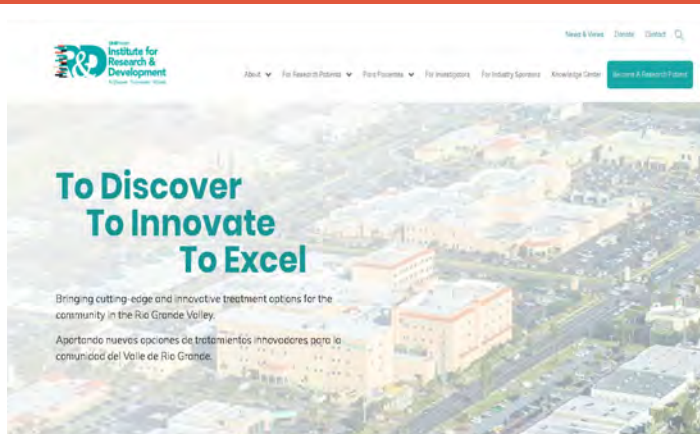 News & Views Donate Contact
R&D
Institute for
Research &
Development
About For Research Patients Para Pacientes For Investigators For Industry Sponsors Knowledge Center Become A Research Patient
To Discover
To Innovate
To Excel
Bringing cutting-edge and innovative treatment options for the
community in the Rio Grande Valley.
Aportando nuevas opciones de tratamientos innovadores para la
comunidad del Valle de Rio Grande.